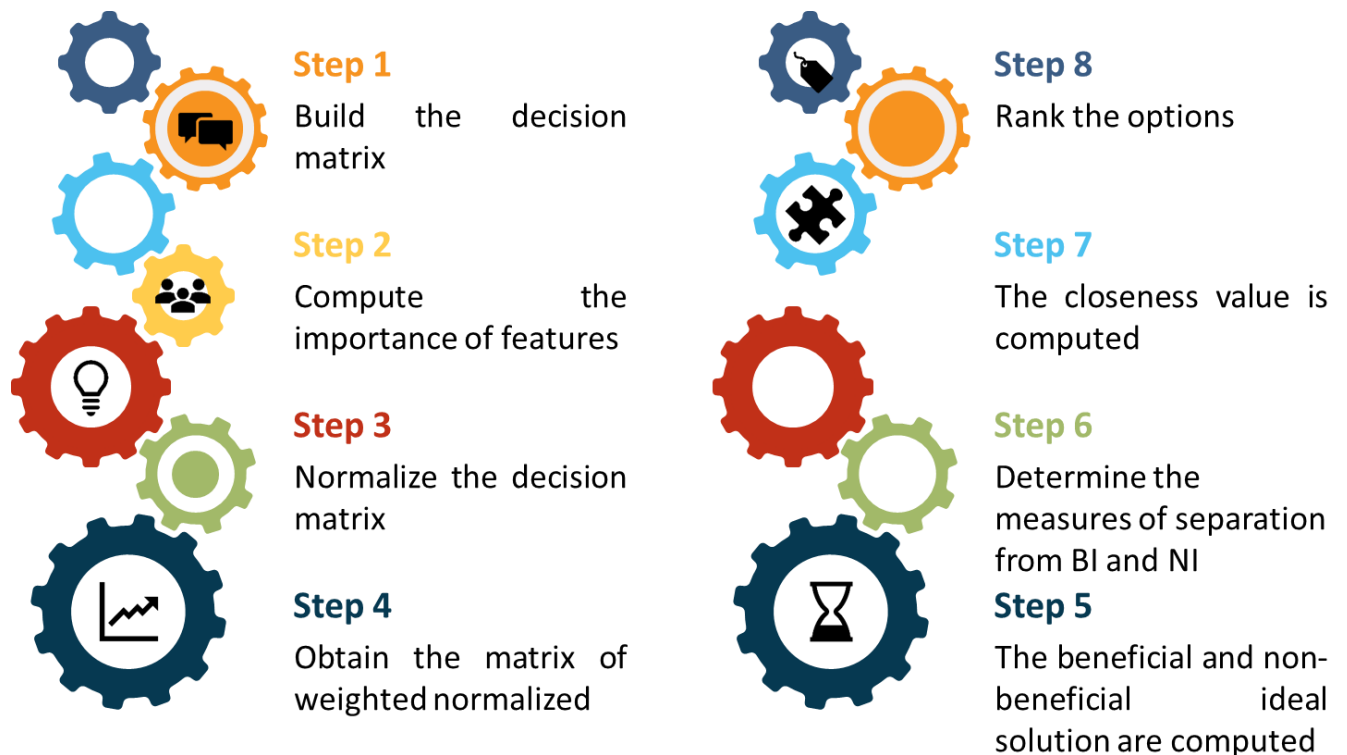 Step 1
Build the decision
matrix
Step 2
Compute the
importance of features
Step 3
Normalize the decision
matrix
Step 4
Obtain the matrix of
weighted normalized
Step 8
Rank the options
Step 7
The closeness value is
computed
Step 6
Determine the
measures of separation
from BI and NI
Step 5
The beneficial and non-
beneficial ideal
solution are computed